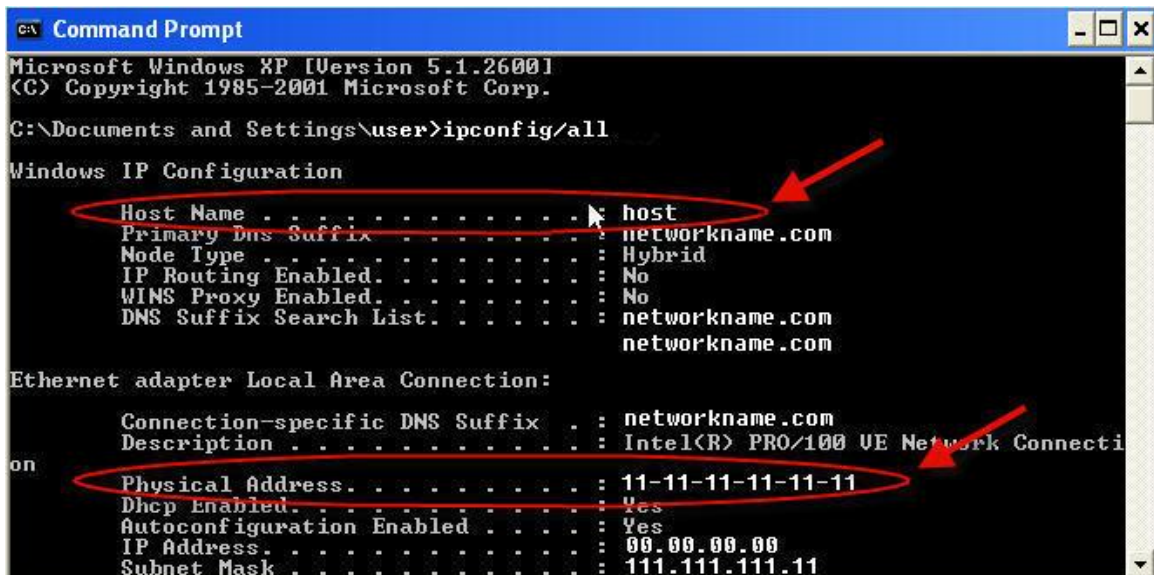 Command Prompt
Microsoft Windows XP [Version 5.1.2600]
(C) Copyright 1985-2001 Microsoft Corp.
C:\Documents and Settings\user>ipconfig/all
Windows IP Configuration
Host Name . . . . . . . . . . . . : host
Primary Dns Suffix . . . . . . . : networkname.com
Node Type . . . . . . . . . . . . : Hybrid
IP Routing Enabled. . . . . . . . : No
WINS Proxy Enabled. . . . . . . . : No
DNS Suffix Search List. . . . . . : networkname.com
networkname.com
Ethernet adapter Local Area Connection:
Connection-specific DNS Suffix . : networkname.com
Description . . . . . . . . . . . : Intel(R) PRO/100 VE Network Connecti
on
Physical Address. . . . . . . . . : 11-11-11-11-11-11
Dhcp Enabled. . . . . . . . . . . : Yes
Autoconfiguration Enabled . . . . : Yes
IP Address. . . . . . . . . . . . : 00.00.00.00
Subnet Mask . . . . . . . . . . . : 111.111.111.11